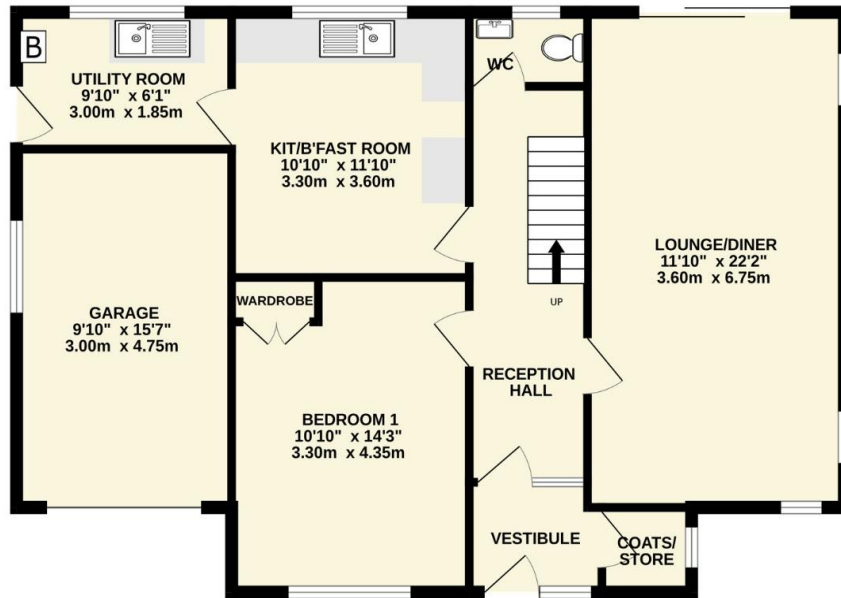 B
UTILITY ROOM
9'10" x 6'1"
3.00m x 1.85m
KIT/B'FAST ROOM
10'10" x 11'10"
3.30m x 3.60m
WC
LOUNGE/DINER
11'10" x 22'2"
3.60m x 6.75m
UP
GARAGE
9'10" x 15'7"
3.00m x 4.75m
WARDROBE
BEDROOM 1
10'10" x 14'3"
3.30m x 4.35m
RECEPTION
HALL
VESTIBULE
COATS/
STORE